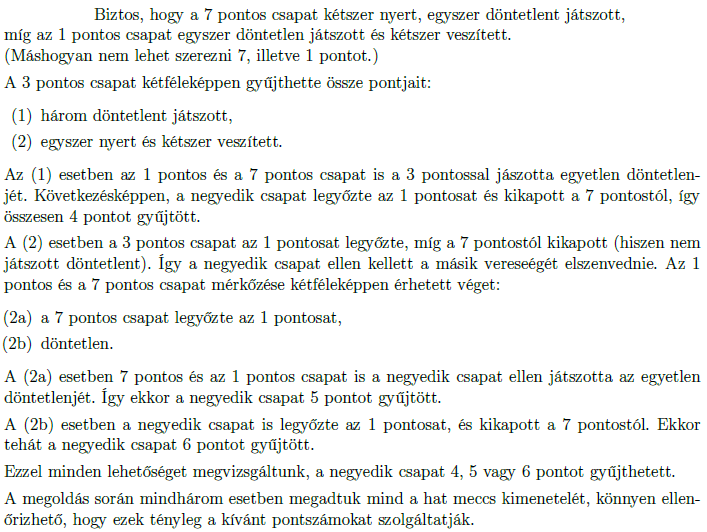 Biztos, hogy a 7 pontos csapat kétszer nyert, egyszer döntetlent játszott,
míg az 1 pontos csapat egyszer döntetlen játszott és kétszer veszített.
(Máshogyan nem lehet szerezni 7, illetve 1 pontot.)
A 3 pontos csapat kétféleképpen gyűjthette össze pontjait:
(1) három döntetlent játszott,
(2) egyszer nyert és kétszer veszített.
Az (1) esetben az 1 pontos és a 7 pontos csapat is a 3 pontossal jászotta egyetlen döntetlen-
jét. Következésképpen, a negyedik csapat legyőzte az 1 pontosat és kikapott a 7 pontostól, így
összesen 4 pontot gyűjtött.
A (2) esetben a 3 pontos csapat az 1 pontosat legyőzte, míg a 7 pontostól kikapott (hiszen nem
játszott döntetlent). Így a negyedik csapat ellen kellett a másik vereseégét elszenvednie. Az 1
pontos és a 7 pontos csapat mérkőzése kétféleképpen érhetett véget:
(2a) a 7 pontos csapat legyőzte az 1 pontosat,
(2b) döntetlen.
A (2a) esetben 7 pontos és az 1 pontos csapat is a negyedik csapat ellen játszotta az egyetlen
döntetlenjét. Így ekkor a negyedik csapat 5 pontot gyűjtött.
A (2b) esetben a negyedik csapat is legyőzte az 1 pontosat, és kikapott a 7 pontostól. Ekkor
tehát a negyedik csapat 6 pontot gyűjtött.
Ezzel minden lehetőséget megvizsgáltunk, a negyedik csapat 4, 5 vagy 6 pontot gyűjthetett.
A megoldás során mindhárom esetben megadtuk mind a hat meccs kimenetelét, könnyen ellen-
őrizhető, hogy ezek tényleg a kívánt pontszámokat szolgáltatják.